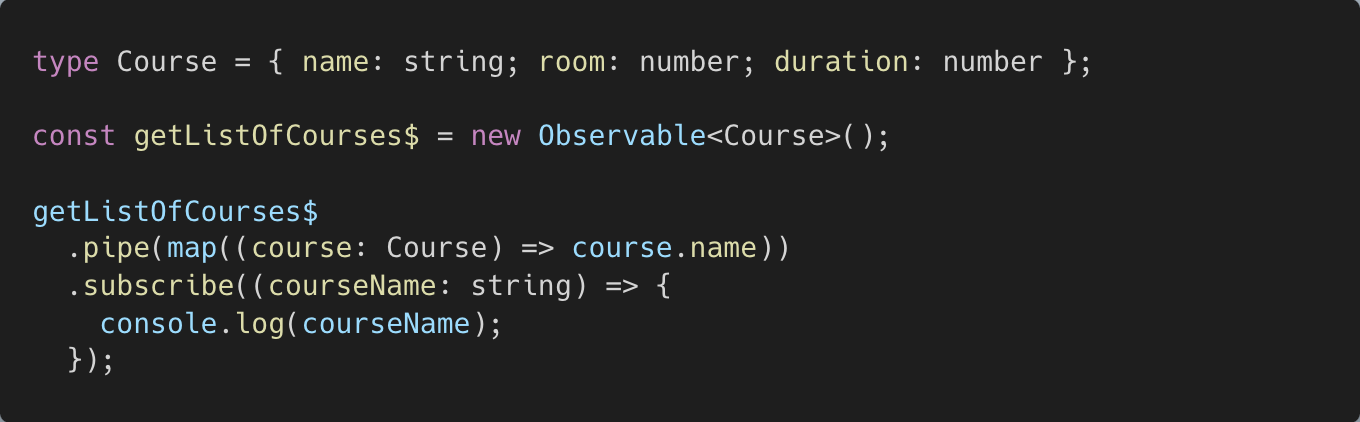 type Course = { name: string; room: number; duration: number };
const getListOfCourses$ = new Observable<Course>();
getListOfCourses$
  .pipe(map((course: Course) => course.name))
  .subscribe((courseName: string) => {
    console.log(courseName);
  });